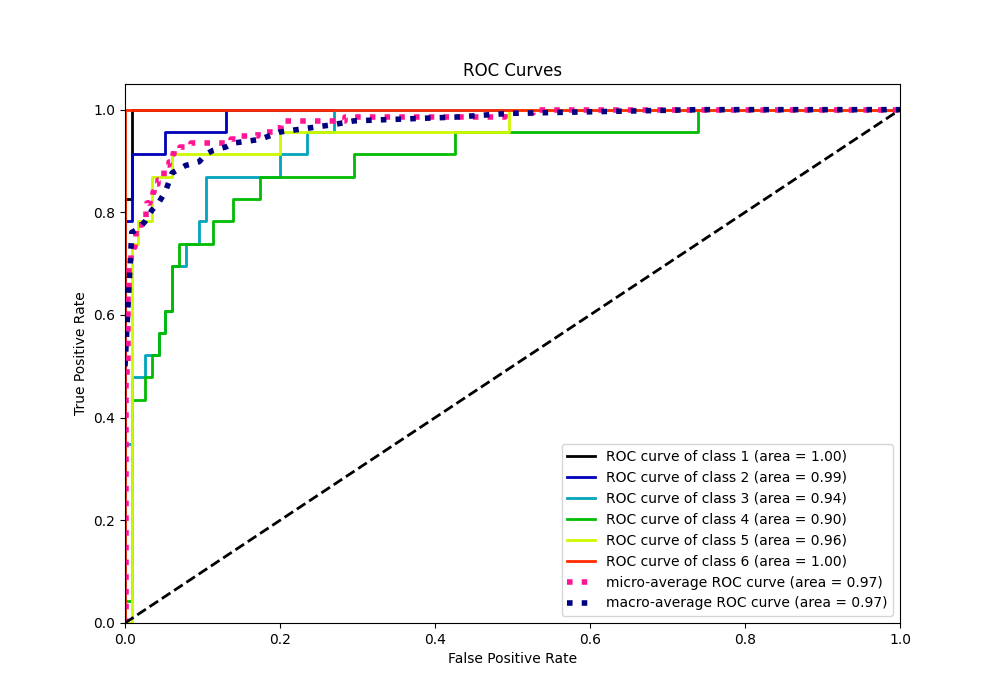 ROC Curves
1.0
0.8
0.6
0.4
0.2
0.0
True Positive Rate
0.0 0.2 0.4 0.6 0.8 1.0
False Positive Rate
ROC curve of class 1 (area = 1.00)
ROC curve of class 2 (area = 0.99)
ROC curve of class 3 (area = 0.94)
ROC curve of class 4 (area = 0.90)
ROC curve of class 5 (area = 0.96)
ROC curve of class 6 (area = 1.00)
micro-average ROC curve (area = 0.97)
macro-average ROC curve (area = 0.97)